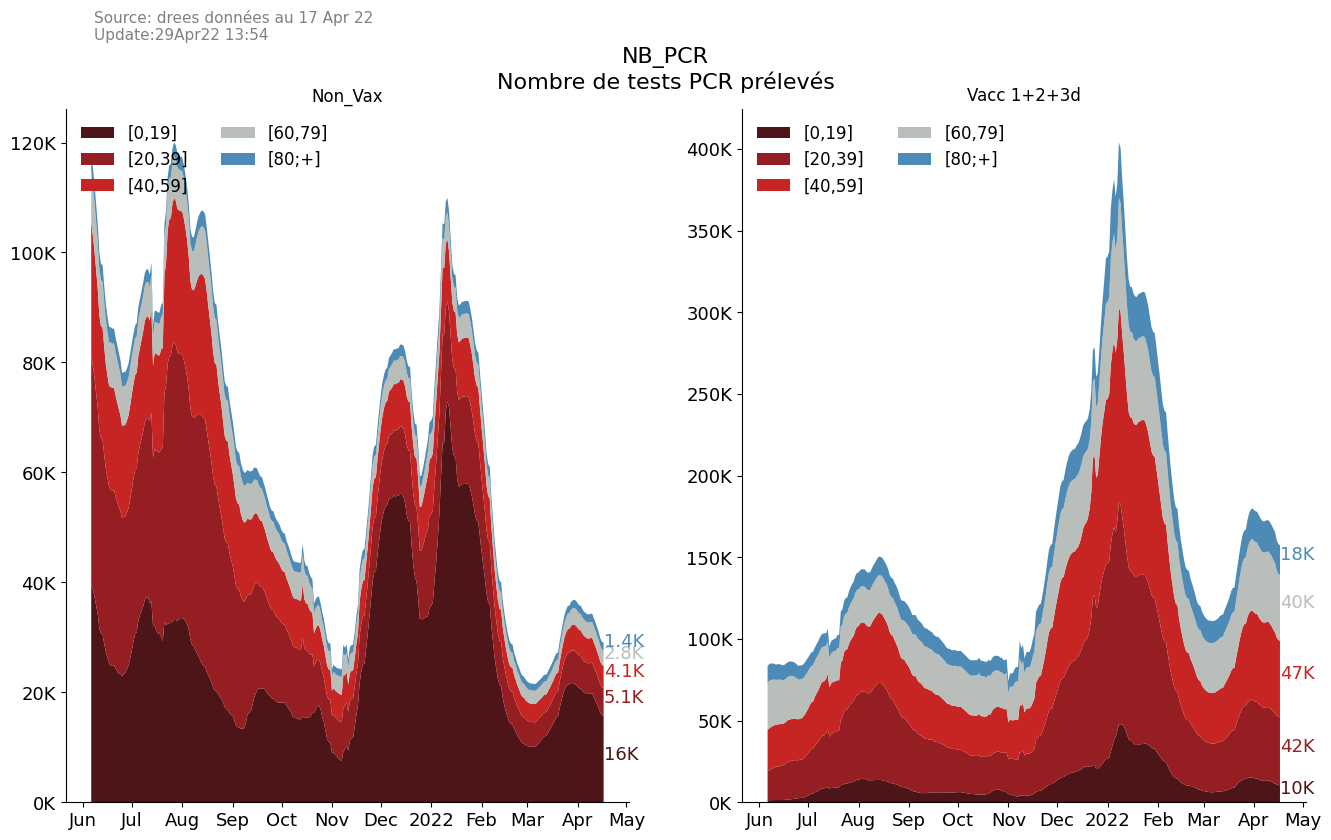 Source: drees données au 17 Apr 22
Update:29Apr22 13:54
NB_PCR
Nombre de tests PCR prélevés
Non_Vax
[0,19]
[20,39]
[40,59]
[60,79]
[80;+]
120K
100K
80K
60K
40K
20K
0K
1.4K
2.8K
4.1K
5.1K
16K
Jun Jul Aug Sep Oct Nov Dec 2022 Feb Mar Apr May
Vacc 1+2+3d
[0,19]
[20,39]
[40,59]
[60,79]
[80;+]
400K
350K
300K
250K
200K
150K
100K
50K
0K
18K
40K
47K
42K
10K
Jun Jul Aug Sep Oct Nov Dec 2022 Feb Mar Apr May